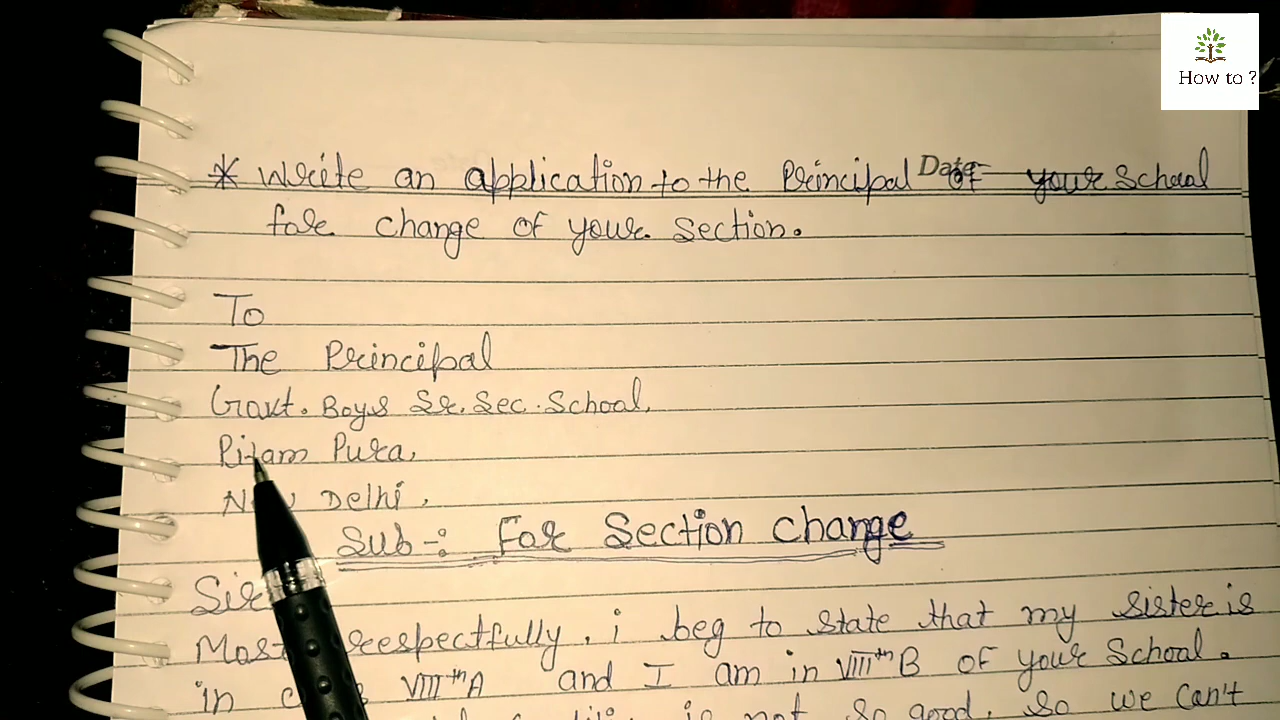 How to ?
Date
* Write an application to the Principal of your School
for change of your section.
To
The Principal
Govt. Boys Sr. Sec. School,
Pitam Pura,
New Delhi,
Sub-: For Section change
Sir
Most respectfully, i beg to state that my sister is
in VIIIth A and I am in VIIIth B of your School.
is not so good, so we can't